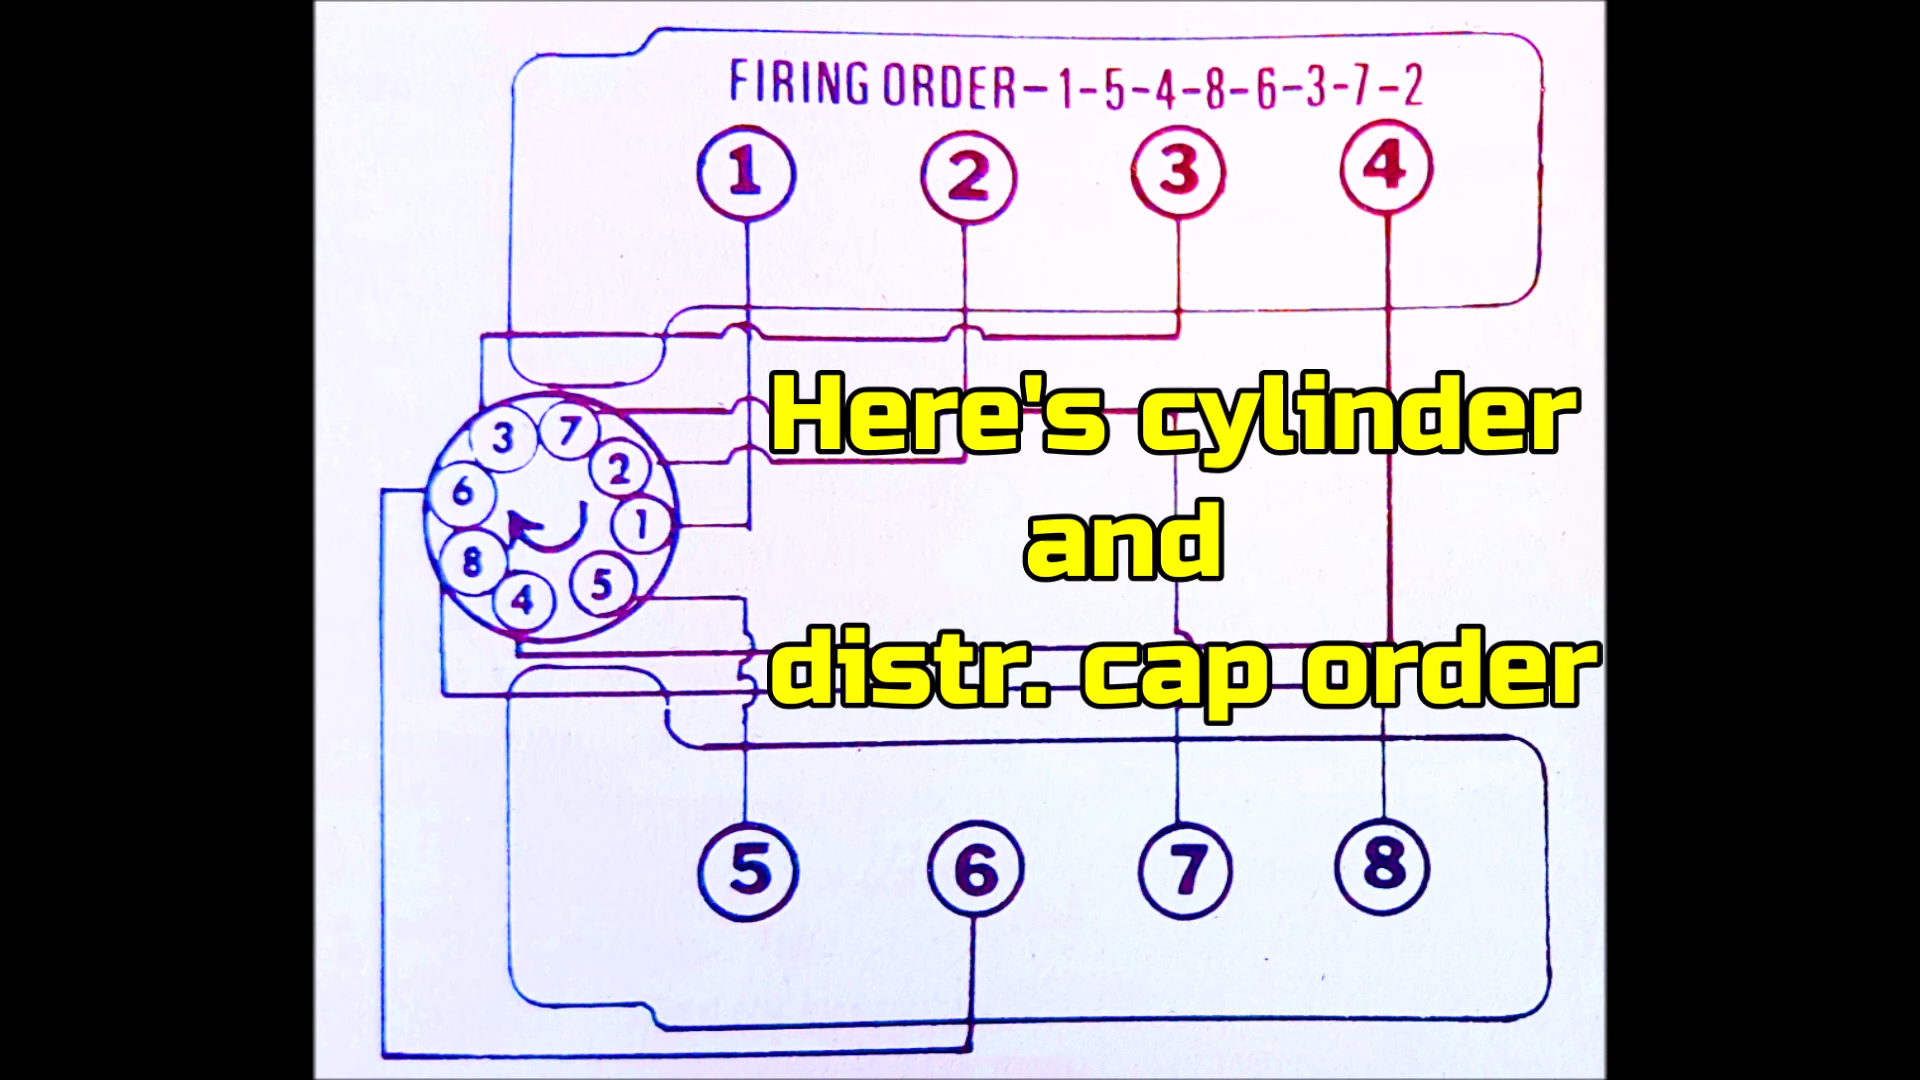 FIRING ORDER-1-5-4-8-6-3-7-2
1 2 3 4
Here's cylinder
and
distr. cap order
3 7
2
6
1
8
5
4
5 6 7 8